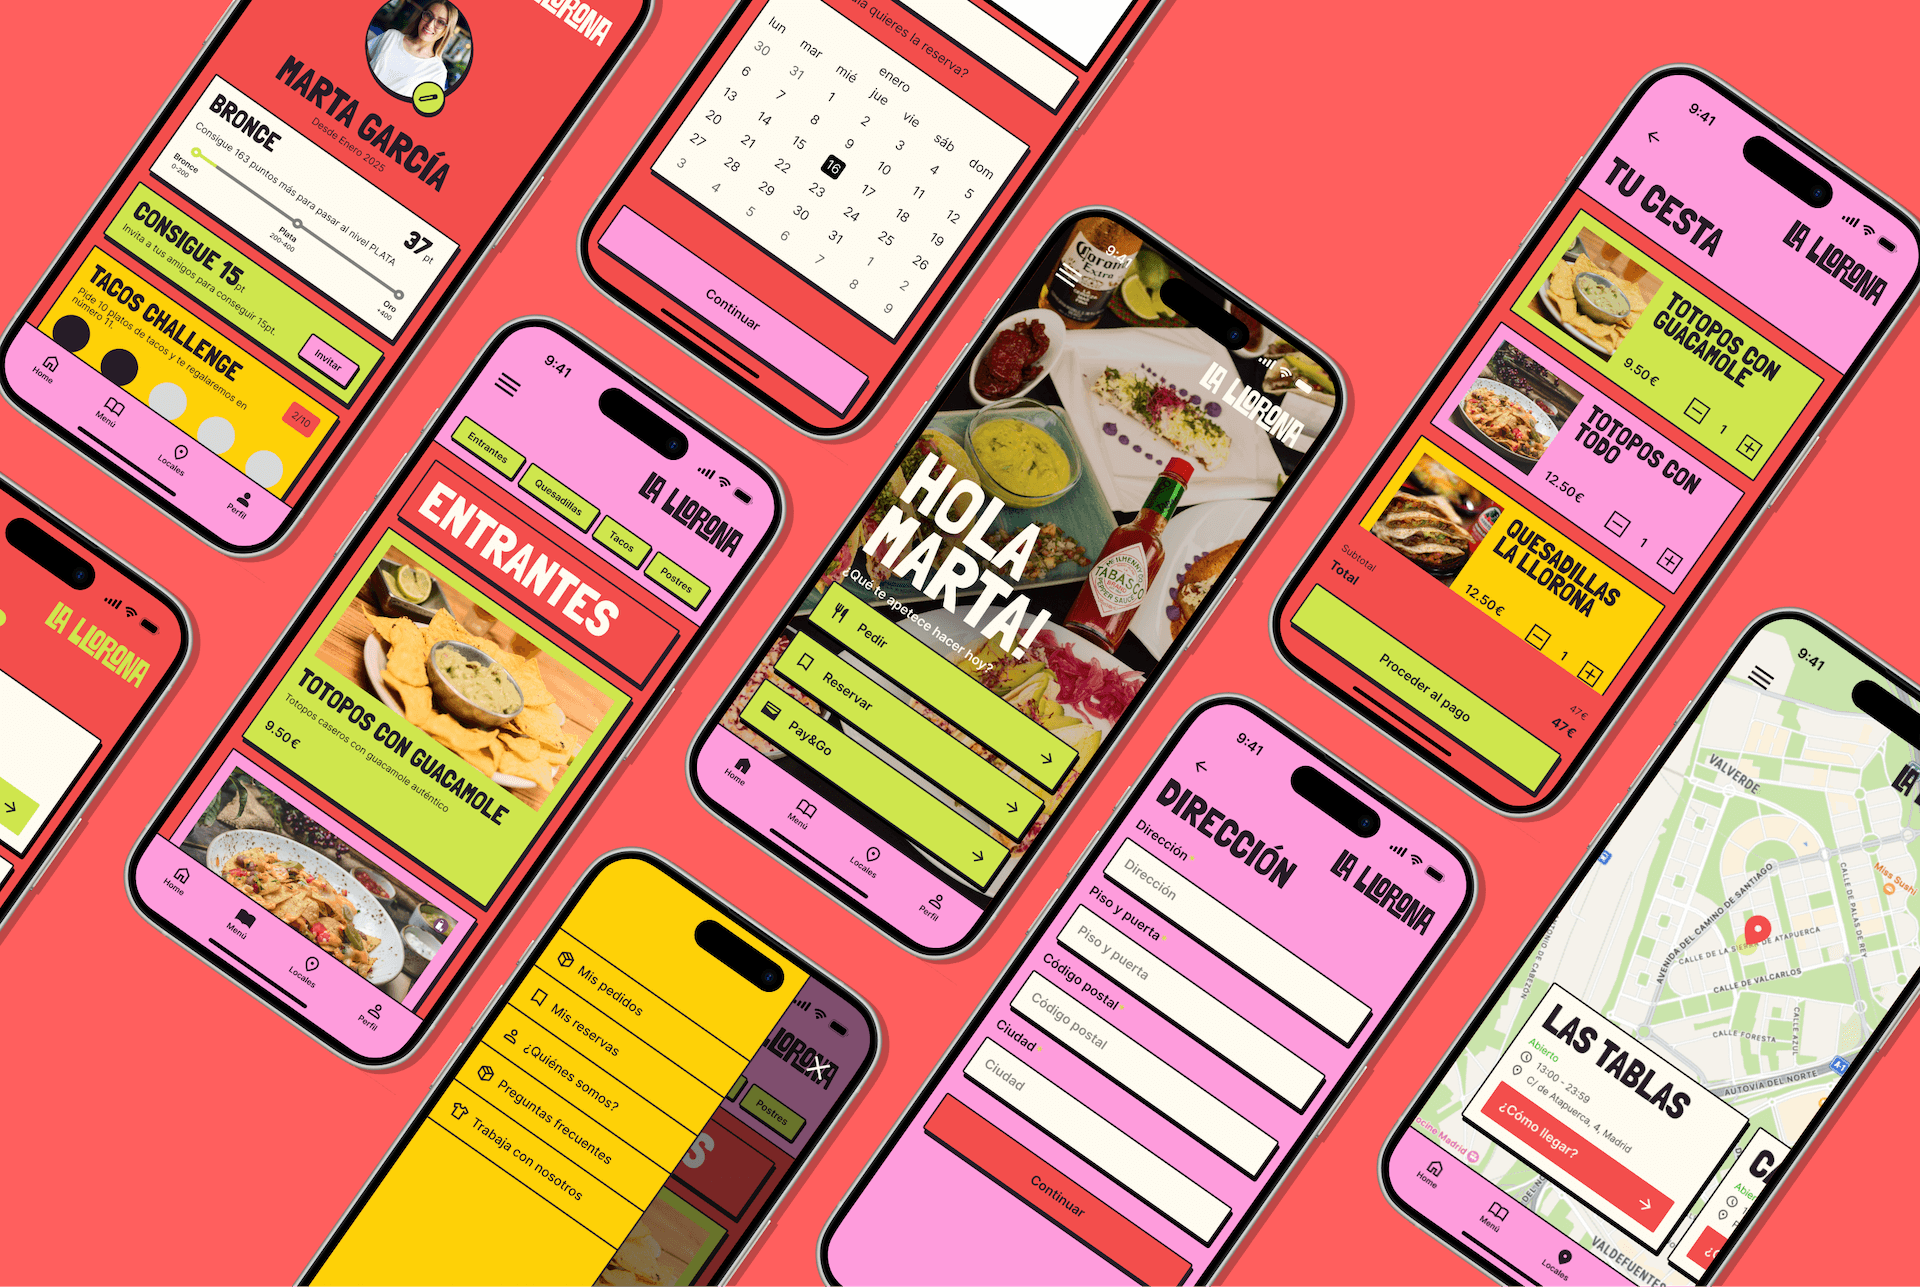 LA LLORONA
MARTA GARCÍA
Desde Enero 2025
BRONCE
Consigue 163 puntos más para pasar al nivel PLATA
37 pt
Bronce
0-200
Plata
200-400
Oro
+400
CONSIGUE 15pt
Invita a tus amigos para conseguir 15pt.
Invitar
TACOS CHALLENGE
Pide 10 platos de tacos y te regalaremos en
número 11.
2/10
Home
Menú
Locales
Perfil
quieres la reserva?
enero
lun mar mié jue vie sáb dom
30 31 1 2 3 4 5
6 7 8 9 10 11 12
13 14 15 16 17 18 19
20 21 22 23 24 25 26
27 28 29 30 31 1 2
3 4 5 6 7 8 9
Continuar
LA LLORONA
9:41
LA LLORONA
Entrantes
Quesadillas
Tacos
Postres
ENTRANTES
TOTOPOS CON GUACAMOLE
Totopos caseros con guacamole auténtico
9.50€
Home
Menú
Locales
Perfil
9:41
Corona
Extra
LA LLORONA
TABASCO
HOLA
MARTA!
¿Qué te apetece hacer hoy?
Pedir
Reservar
Pay&Go
Home
Menú
Locales
Perfil
9:41
TU CESTA
LA LLORONA
TOTOPOS CON
GUACAMOLE
9.50€
1
TOTOPOS CON
TODO
12.50€
1
QUESADILLAS
LA LLORONA
12.50€
1
Subtotal
47€
Total
47€
Proceder al pago
LLORONA
Mis pedidos
Mis reservas
¿Quiénes somos?
Preguntas frecuentes
Trabaja con nosotros
Postres
S
9:41
DIRECCIÓN
LA LLORONA
Dirección*
Dirección
Piso y puerta*
Piso y puerta
Código postal*
Código postal
Ciudad*
Ciudad
Continuar
9:41
LA
VALVERDE
Miss Sushi
AVENIDA DEL CAMINO DE SANTIAGO
CALLE DE PALAS DE REY
CALLE DE LA SIERRA DE ATAPUERCA
CALLE DE VALCARLOS
CALLE FORESTA
CALLE AZUL
A-1
AUTOVÍA DEL NORTE
VALDEFUENTES
LAS TABLAS
Abierto
13:00 - 23:59
C/ de Atapuerca, 4, Madrid
¿Cómo llegar?
Home
Menú
Locales